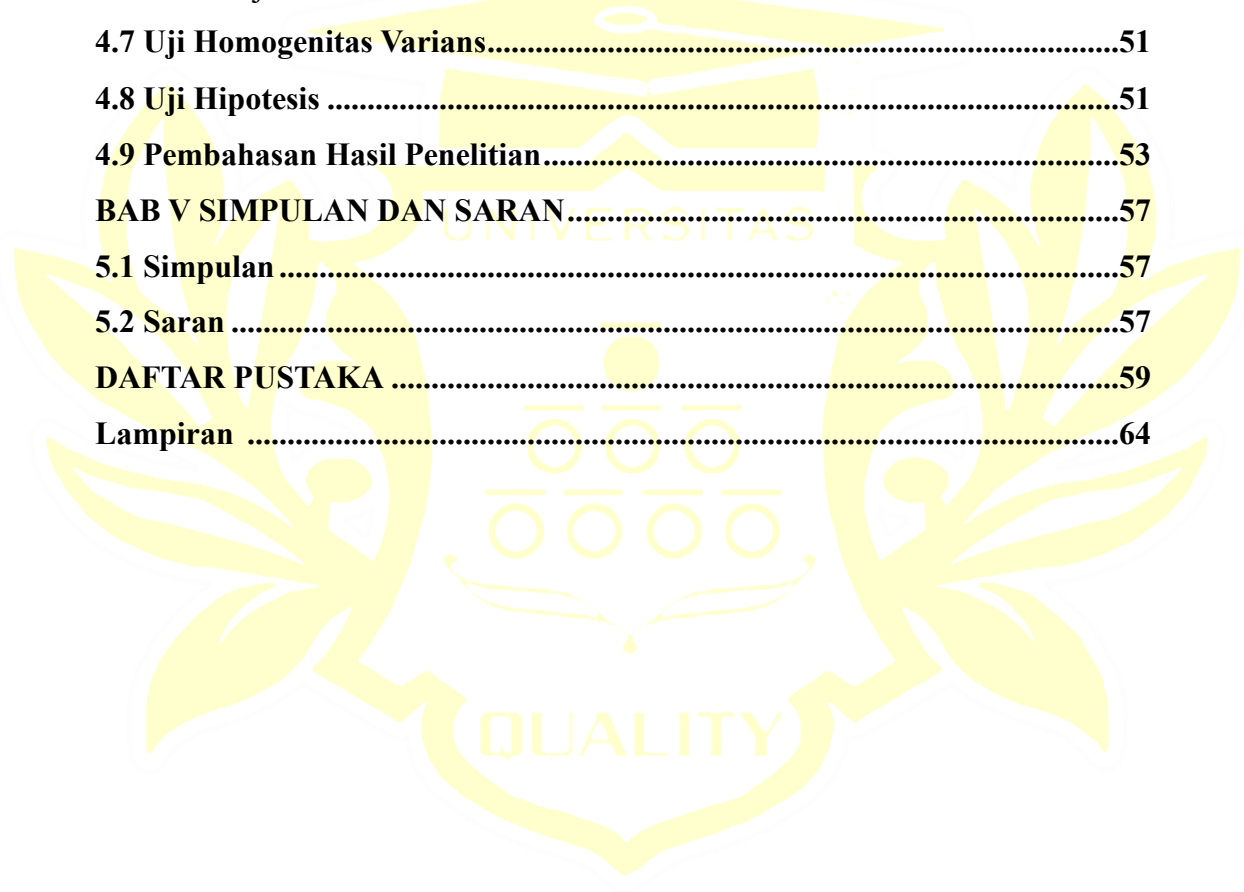 4.7 Uji Homogenitas Varians................................................................................51
4.8 Uji Hipotesis ....................................................................................................51
4.9 Pembahasan Hasil Penelitian.........................................................................53
BAB V SIMPULAN DAN SARAN......................................................................57
5.1 Simpulan ..........................................................................................................57
5.2 Saran ................................................................................................................57
DAFTAR PUSTAKA ............................................................................................59
Lampiran ..............................................................................................................64
UNIVERSITAS
QUALITY